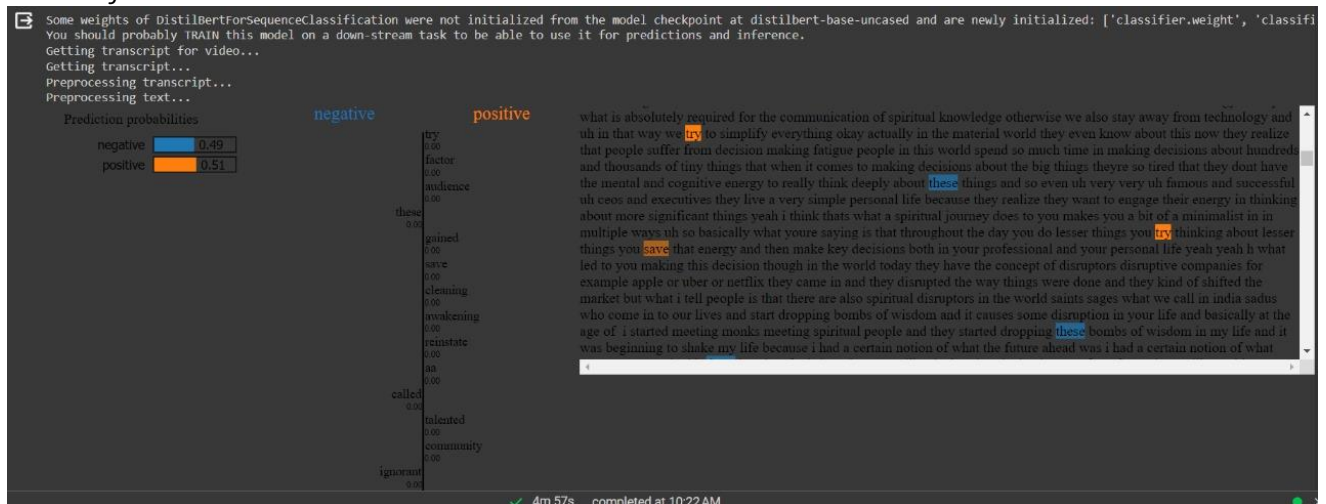 Some weights of DistilBertForSequenceClassification were not initialized from the model checkpoint at distilbert-base-uncased and are newly initialized: ['classifier.weight', 'classifi
You should probably TRAIN this model on a down-stream task to be able to use it for predictions and inference.
Getting transcript for video...
Getting transcript...
Preprocessing transcript...
Preprocessing text...
Prediction probabilities
negative 0.49
positive 0.51
negative positive
try
0.00
factor
0.00
audience
0.00
these
0.00
gained
0.00
save
0.00
cleaning
0.00
awakening
0.00
reinstate
0.00
aa
0.00
called
0.00
talented
0.00
community
0.00
ignorant
0.00
what is absolutely required for the communication of spiritual knowledge otherwise we also stay away from technology and
uh in that way we try to simplify everything okay actually in the material world they even know about this now they realize
that people suffer from decision making fatigue people in this world spend so much time in making decisions about hundreds
and thousands of tiny things that when it comes to making decisions about the big things theyre so tired that they dont have
the mental and cognitive energy to really think deeply about these things and so even uh very very uh famous and successful
uh ceos and executives they live a very simple personal life because they realize they want to engage their energy in thinking
about more significant things yeah i think thats what a spiritual journey does to you makes you a bit of a minimalist in in
multiple ways uh so basically what youre saying is that throughout the day you do lesser things you try thinking about lesser
things you save that energy and then make key decisions both in your professional and your personal life yeah yeah h what
led to you making this decision though in the world today they have the concept of disruptors disruptive companies for
example apple or uber or netflix they came in and they disrupted the way things were done and they kind of shifted the
market but what i tell people is that there are also spiritual disruptors in the world saints sages what we call in india sadus
who come in to our lives and start dropping bombs of wisdom and it causes some disruption in your life and basically at the
age of i started meeting monks meeting spiritual people and they started dropping these bombs of wisdom in my life and it
was beginning to shake my life because i had a certain notion of what the future ahead was i had a certain notion of what
4m 57s completed at 10:22 AM